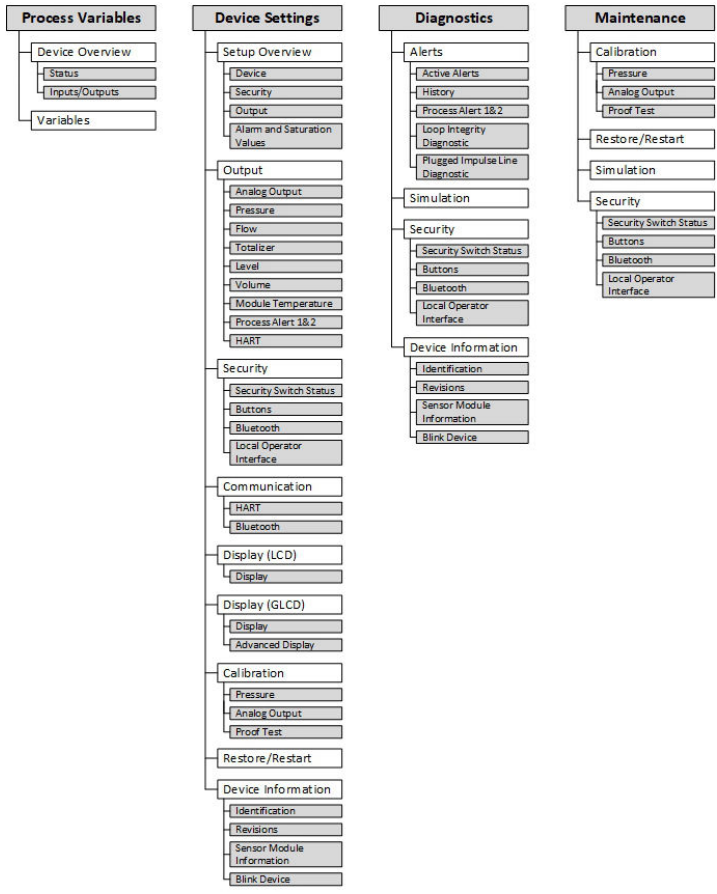 Process Variables
Device Overview
Status
Inputs/Outputs
Variables
Device Settings
Setup Overview
Device
Security
Output
Alarm and Saturation
Values
Output
Analog Output
Pressure
Flow
Totalizer
Level
Volume
Module Temperature
Process Alert 1&2
HART
Security
Security Switch Status
Buttons
Bluetooth
Local Operator
Interface
Communication
HART
Bluetooth
Display (LCD)
Display
Display (GLCD)
Display
Advanced Display
Calibration
Pressure
Analog Output
Proof Test
Restore/Restart
Device Information
Identification
Revisions
Sensor Module
Information
Blink Device
Diagnostics
Alerts
Active Alerts
History
Process Alert 1&2
Loop Integrity
Diagnostic
Plugged Impulse Line
Diagnostic
Simulation
Security
Security Switch Status
Buttons
Bluetooth
Local Operator
Interface
Device Information
Identification
Revisions
Sensor Module
Information
Blink Device
Maintenance
Calibration
Pressure
Analog Output
Proof Test
Restore/Restart
Simulation
Security
Security Switch Status
Buttons
Bluetooth
Local Operator
Interface